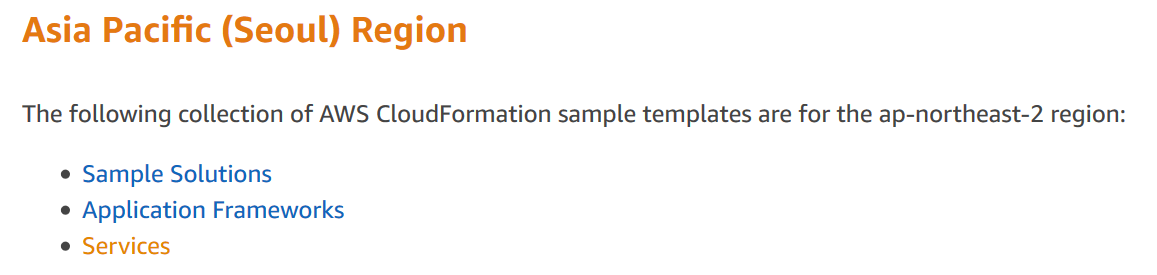 Asia Pacific (Seoul) Region
The following collection of AWS CloudFormation sample templates are for the ap-northeast-2 region:
• Sample Solutions
• Application Frameworks
• Services